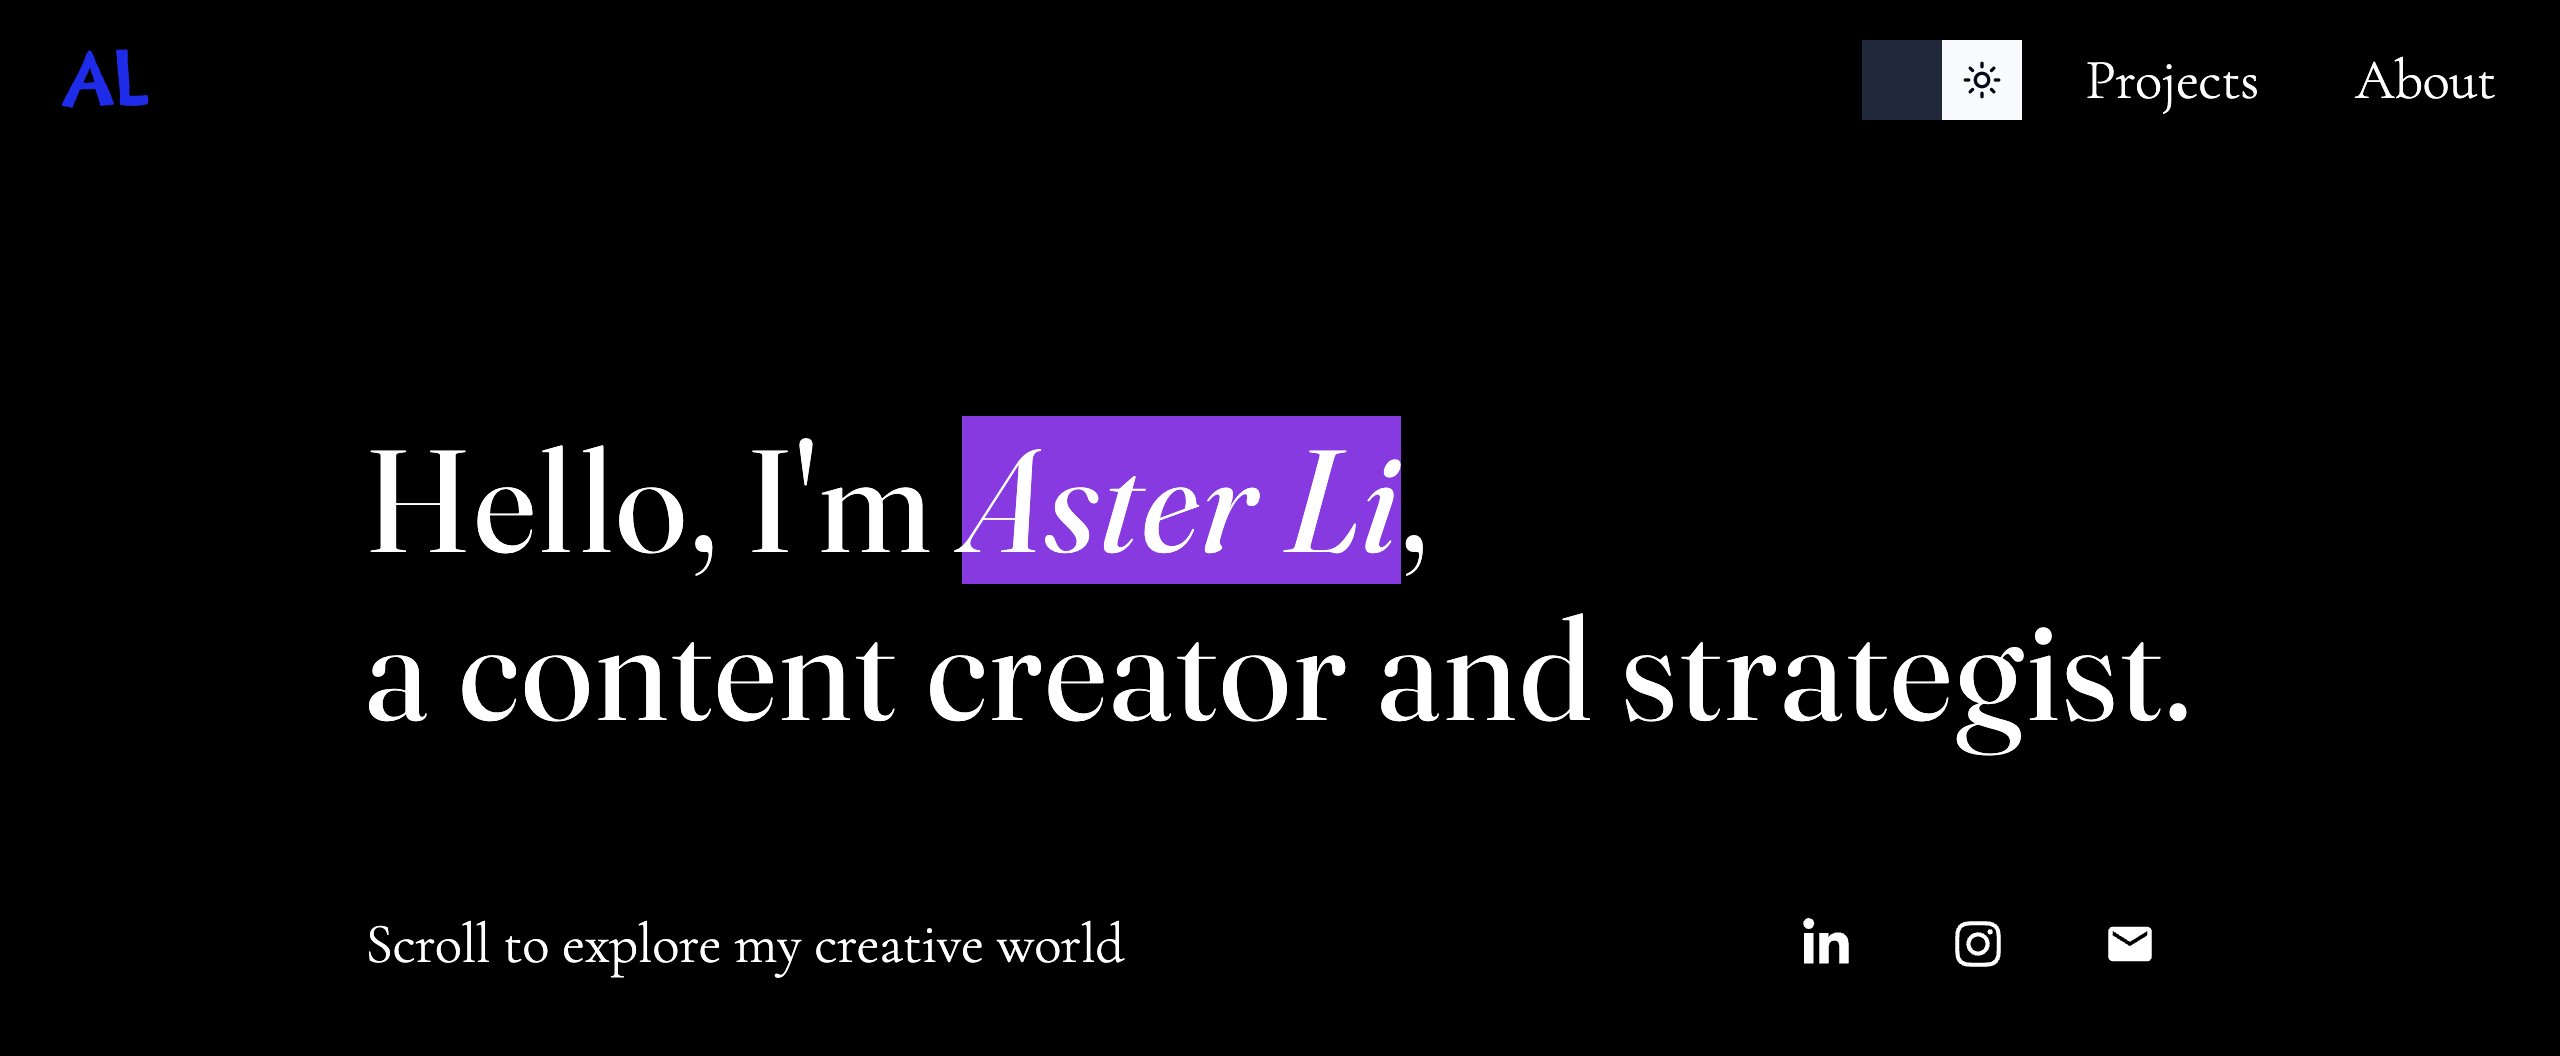 AL
Projects
About
Hello, I'm Aster Li,
a content creator and strategist.
Scroll to explore my creative world
in